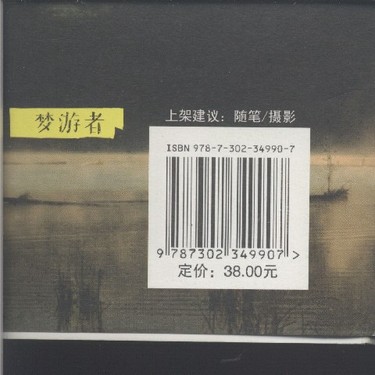 梦游者
上架建议：随笔/摄影
ISBN 978-7-302-34990-7
9 787302 349907 >
定价：38.00元